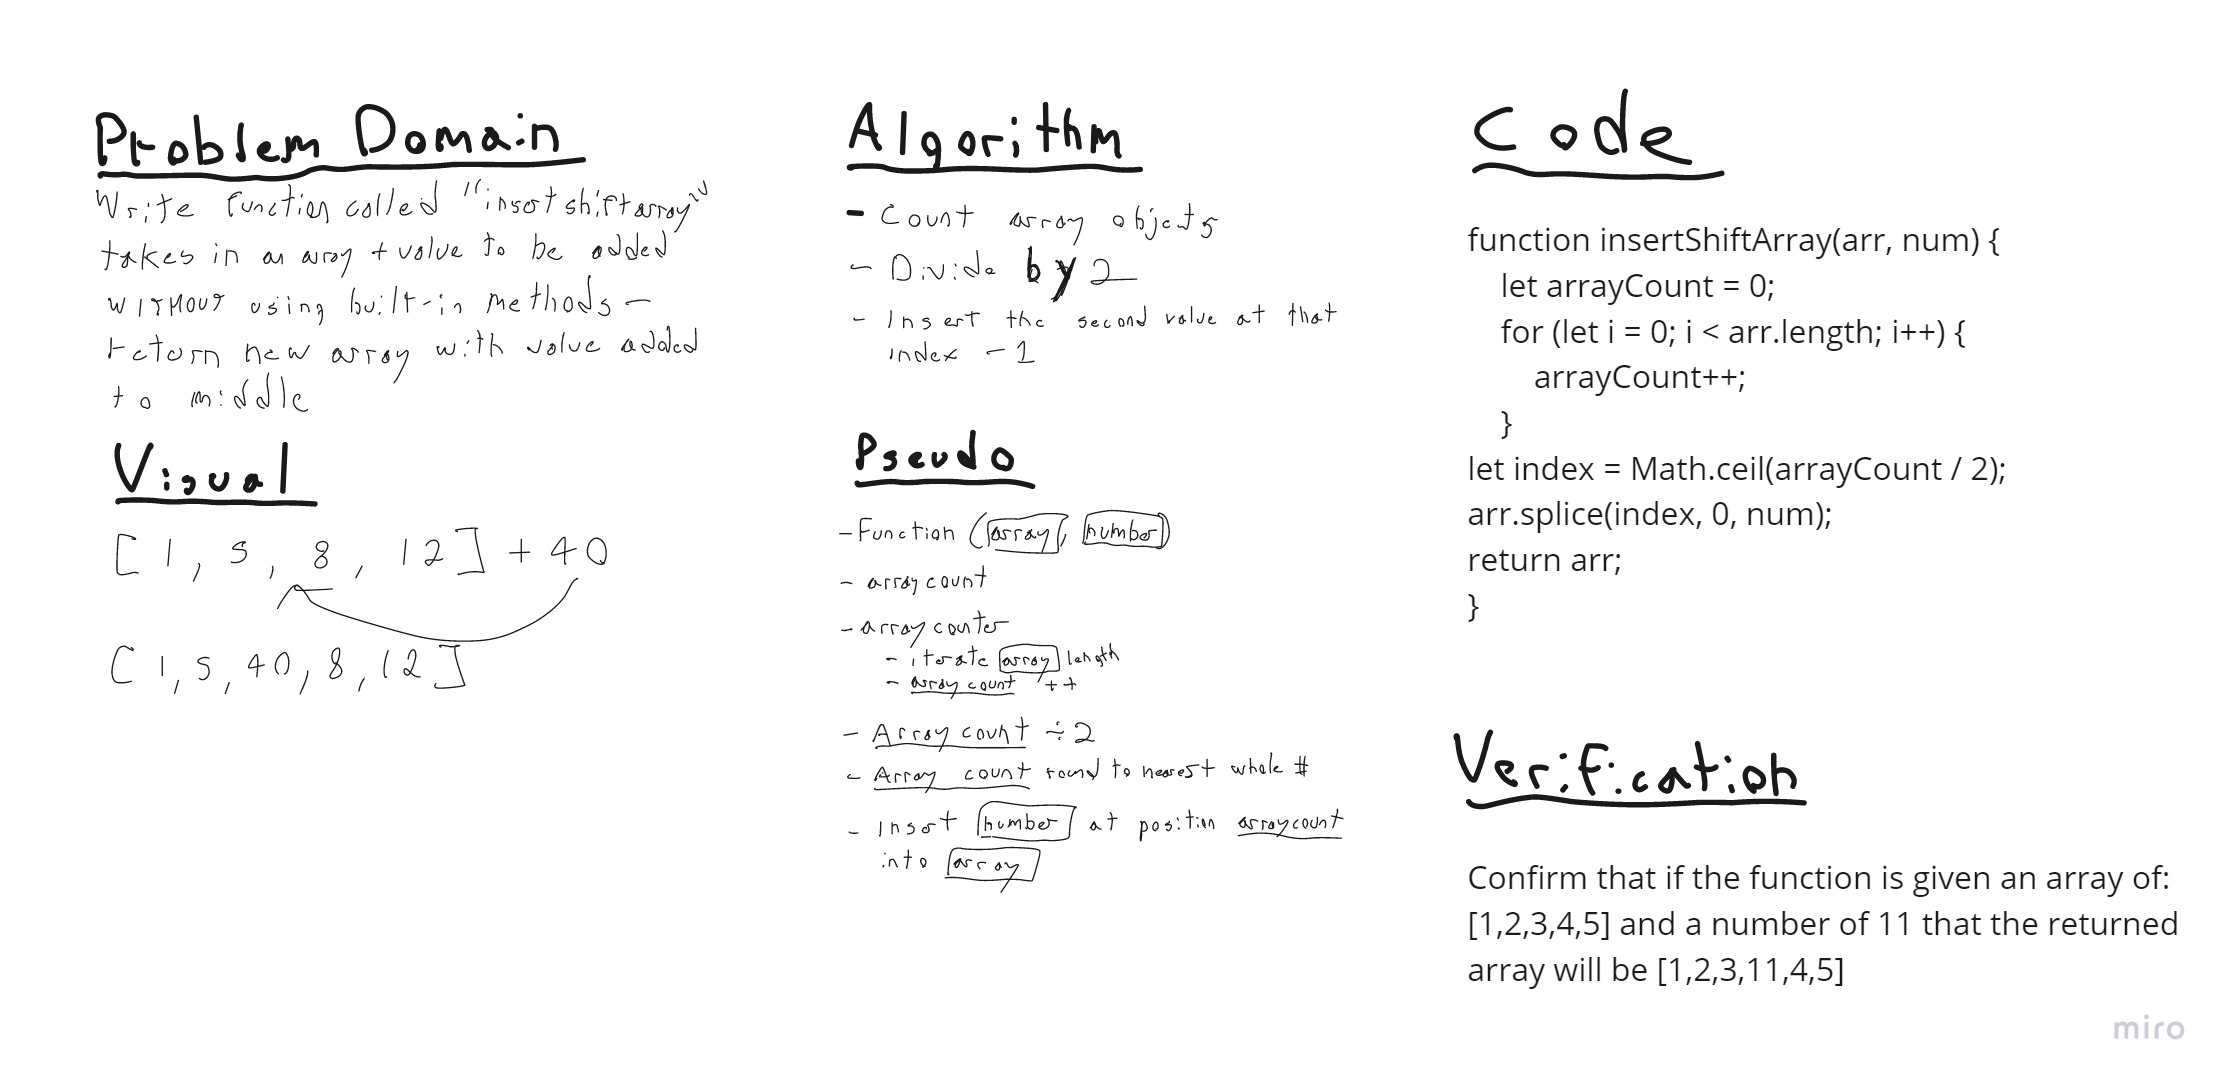 Problem Domain
Write function called "insertshiftarray"
takes in an array + value to be added
WITHOUT using built-in methods -
return new array with value added
to middle
Visual
[1, 5, 8, 12] + 40
[1, 5, 40, 8, 12]
Algorithm
- Count array objects
- Divide by 2
- Insert the second value at that
index - 1
Pseudo
- Function (array, number)
- array count
- array counter
- iterate array length
- array count ++
- Array count ÷ 2
- Array count round to nearest whole #
- Insert number at position arraycount
into array
Code
function insertShiftArray(arr, num) {
let arrayCount = 0;
for (let i = 0; i < arr.length; i++) {
arrayCount++;
}
let index = Math.ceil(arrayCount / 2);
arr.splice(index, 0, num);
return arr;
}
Verification
Confirm that if the function is given an array of:
[1,2,3,4,5] and a number of 11 that the returned
array will be [1,2,3,11,4,5]
miro